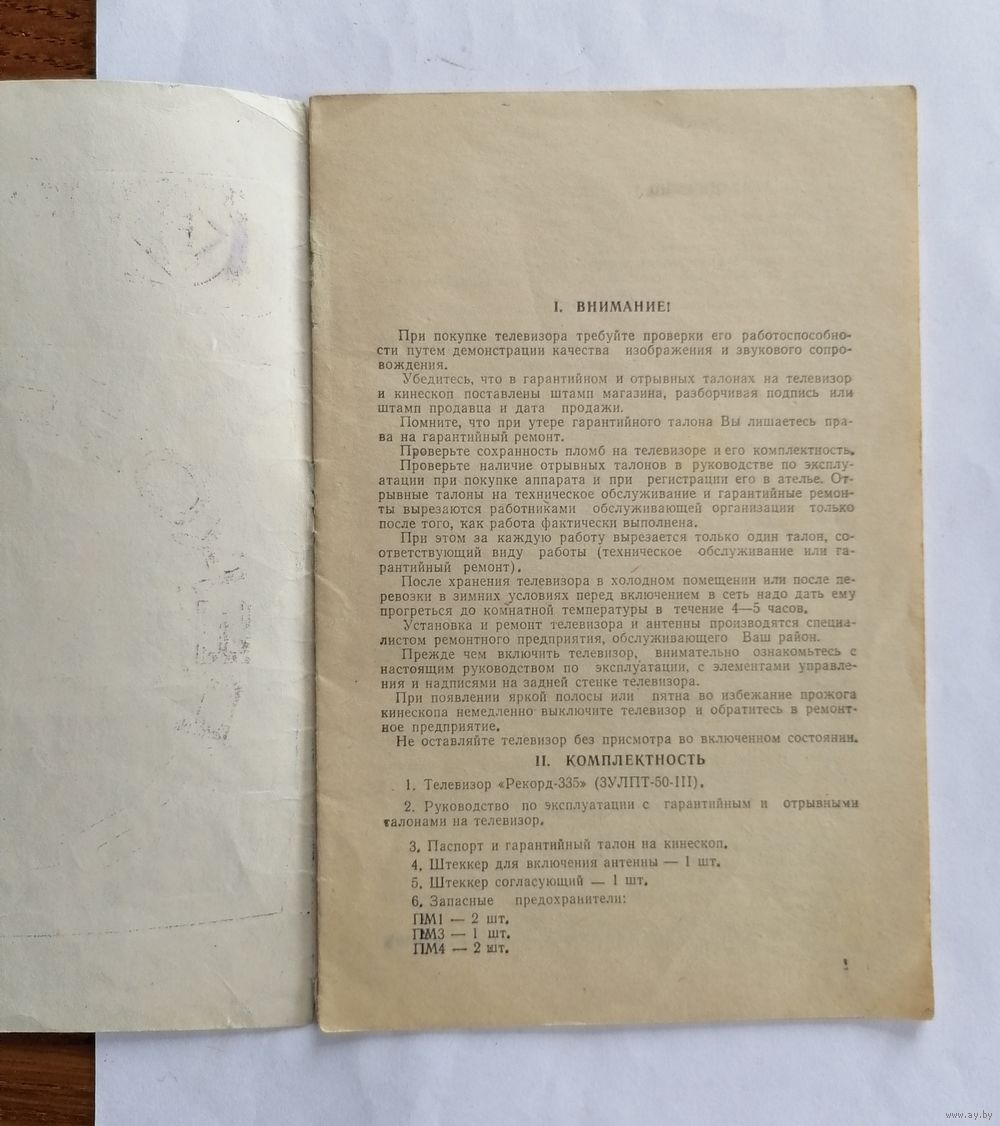 I. ВНИМАНИЕ!
При покупке телевизора требуйте проверки его работоспособно-
сти путем демонстрации качества изображения и звукового сопро-
вождения.
Убедитесь, что в гарантийном и отрывных талонах на телевизор
и кинескоп поставлены штамп магазина, разборчивая подпись или
штамп продавца и дата продажи.
Помните, что при утере гарантийного талона Вы лишаетесь пра-
ва на гарантийный ремонт.
Проверьте сохранность пломб на телевизоре и его комплектность.
Проверьте наличие отрывных талонов в руководстве по эксплу-
атации при покупке аппарата и при регистрации его в ателье. От-
рывные талоны на техническое обслуживание и гарантийные ремон-
ты вырезаются работниками обслуживающей организации только
после того, как работа фактически выполнена.
При этом за каждую работу вырезается только один талон, со-
ответствующий виду работы (техническое обслуживание или га-
рантийный ремонт).
После хранения телевизора в холодном помещении или после пе-
ревозки в зимних условиях перед включением в сеть надо дать ему
прогреться до комнатной температуры в течение 4—5 часов.
Установка и ремонт телевизора и антенны производятся специа-
листом ремонтного предприятия, обслуживающего Ваш район.
Прежде чем включить телевизор, внимательно ознакомьтесь с
настоящим руководством по эксплуатации, с элементами управле-
ния и надписями на задней стенке телевизора.
При появлении яркой полосы или пятна во избежание прожога
кинескопа немедленно выключите телевизор и обратитесь в ремонт-
ное предприятие.
Не оставляйте телевизор без присмотра во включенном состоянии.
II. КОМПЛЕКТНОСТЬ
1. Телевизор «Рекорд-335» (ЗУЛПТ-50-III).
2. Руководство по эксплуатации с гарантийным и отрывными
талонами на телевизор.
3. Паспорт и гарантийный талон на кинескоп.
4. Штеккер для включения антенны — 1 шт.
5. Штеккер согласующий — 1 шт.
6. Запасные предохранители:
ПМ1 — 2 шт.
ПМ3 — 1 шт.
ПМ4 — 2 шт.
www.ay.by